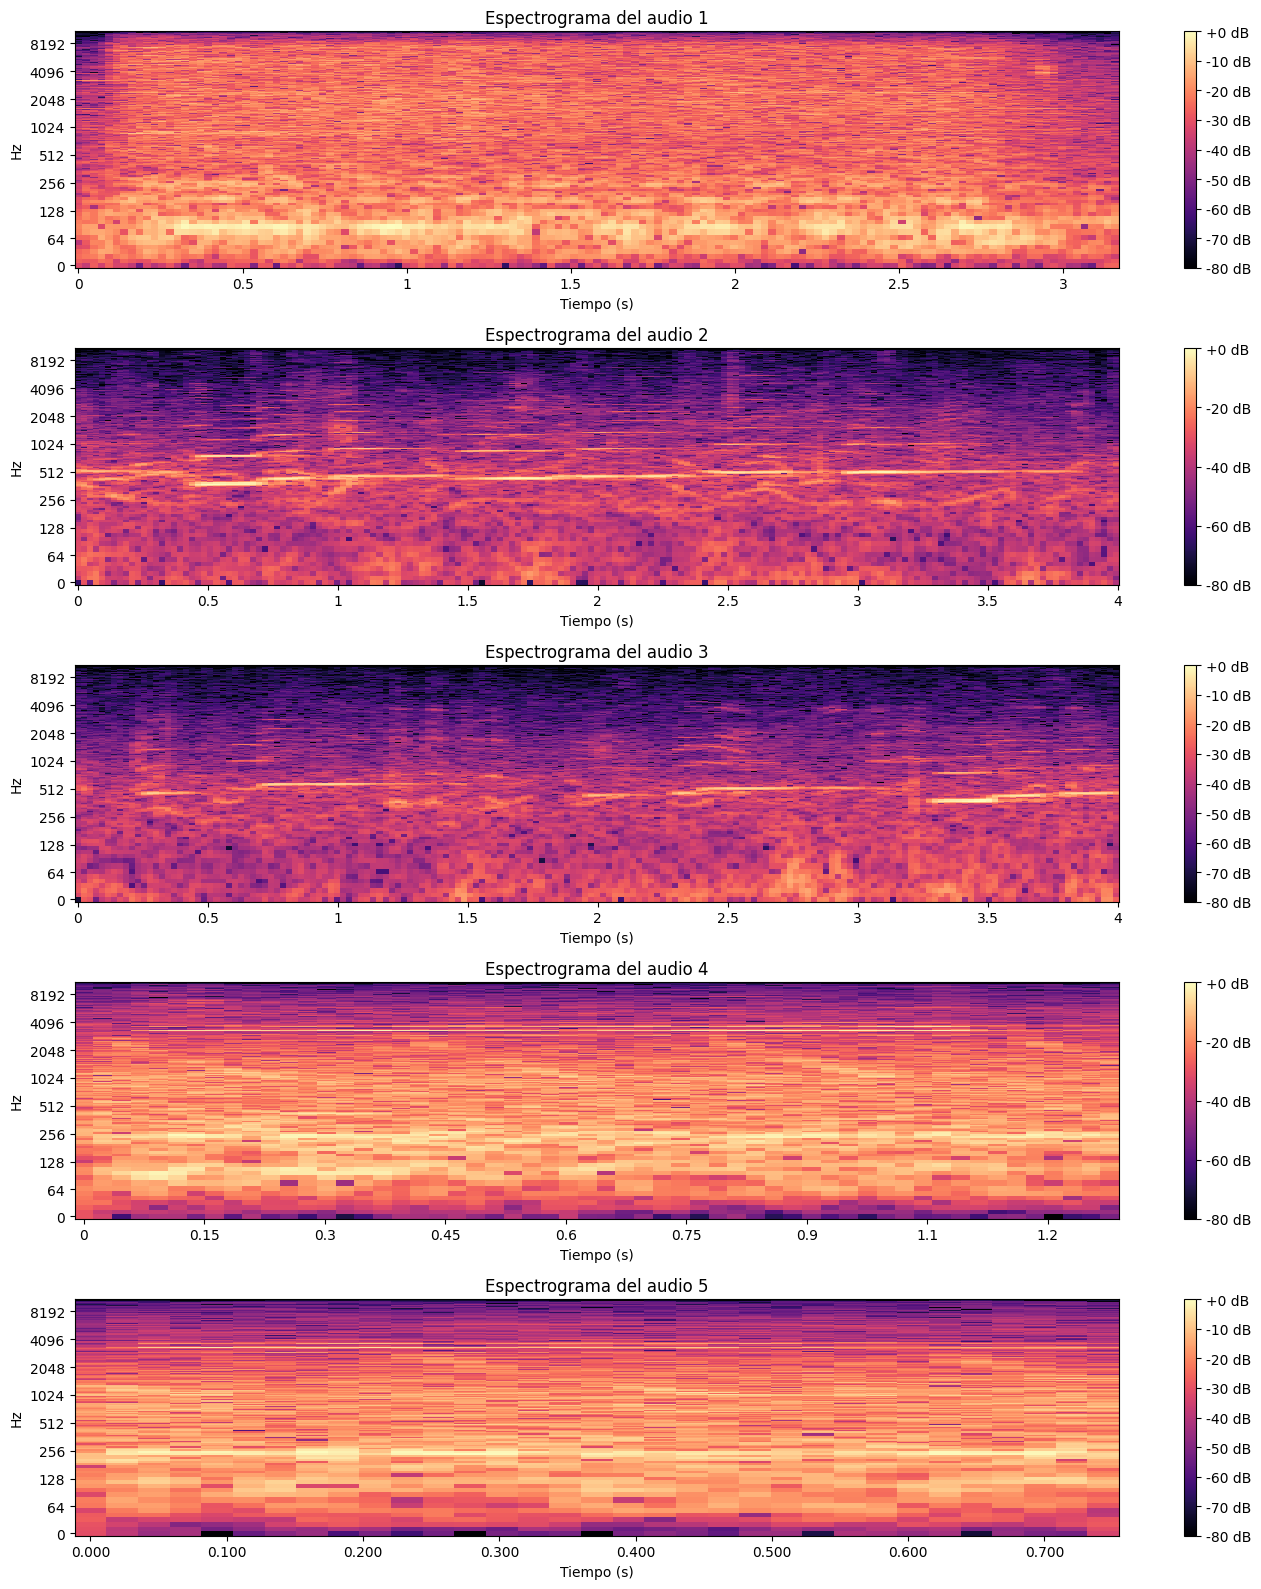 Espectrograma del audio 1
Hz
8192
4096
2048
1024
512
256
128
64
0
0 0.5 1 1.5 2 2.5 3
Tiempo (s)
+0 dB
-10 dB
-20 dB
-30 dB
-40 dB
-50 dB
-60 dB
-70 dB
-80 dB
Espectrograma del audio 2
Hz
8192
4096
2048
1024
512
256
128
64
0
0 0.5 1 1.5 2 2.5 3 3.5 4
Tiempo (s)
+0 dB
-20 dB
-40 dB
-60 dB
-80 dB
Espectrograma del audio 3
Hz
8192
4096
2048
1024
512
256
128
64
0
0 0.5 1 1.5 2 2.5 3 3.5 4
Tiempo (s)
+0 dB
-10 dB
-20 dB
-30 dB
-40 dB
-50 dB
-60 dB
-70 dB
-80 dB
Espectrograma del audio 4
Hz
8192
4096
2048
1024
512
256
128
64
0
0 0.15 0.3 0.45 0.6 0.75 0.9 1.1 1.2
Tiempo (s)
+0 dB
-20 dB
-40 dB
-60 dB
-80 dB
Espectrograma del audio 5
Hz
8192
4096
2048
1024
512
256
128
64
0
0.000 0.100 0.200 0.300 0.400 0.500 0.600 0.700
Tiempo (s)
+0 dB
-10 dB
-20 dB
-30 dB
-40 dB
-50 dB
-60 dB
-70 dB
-80 dB